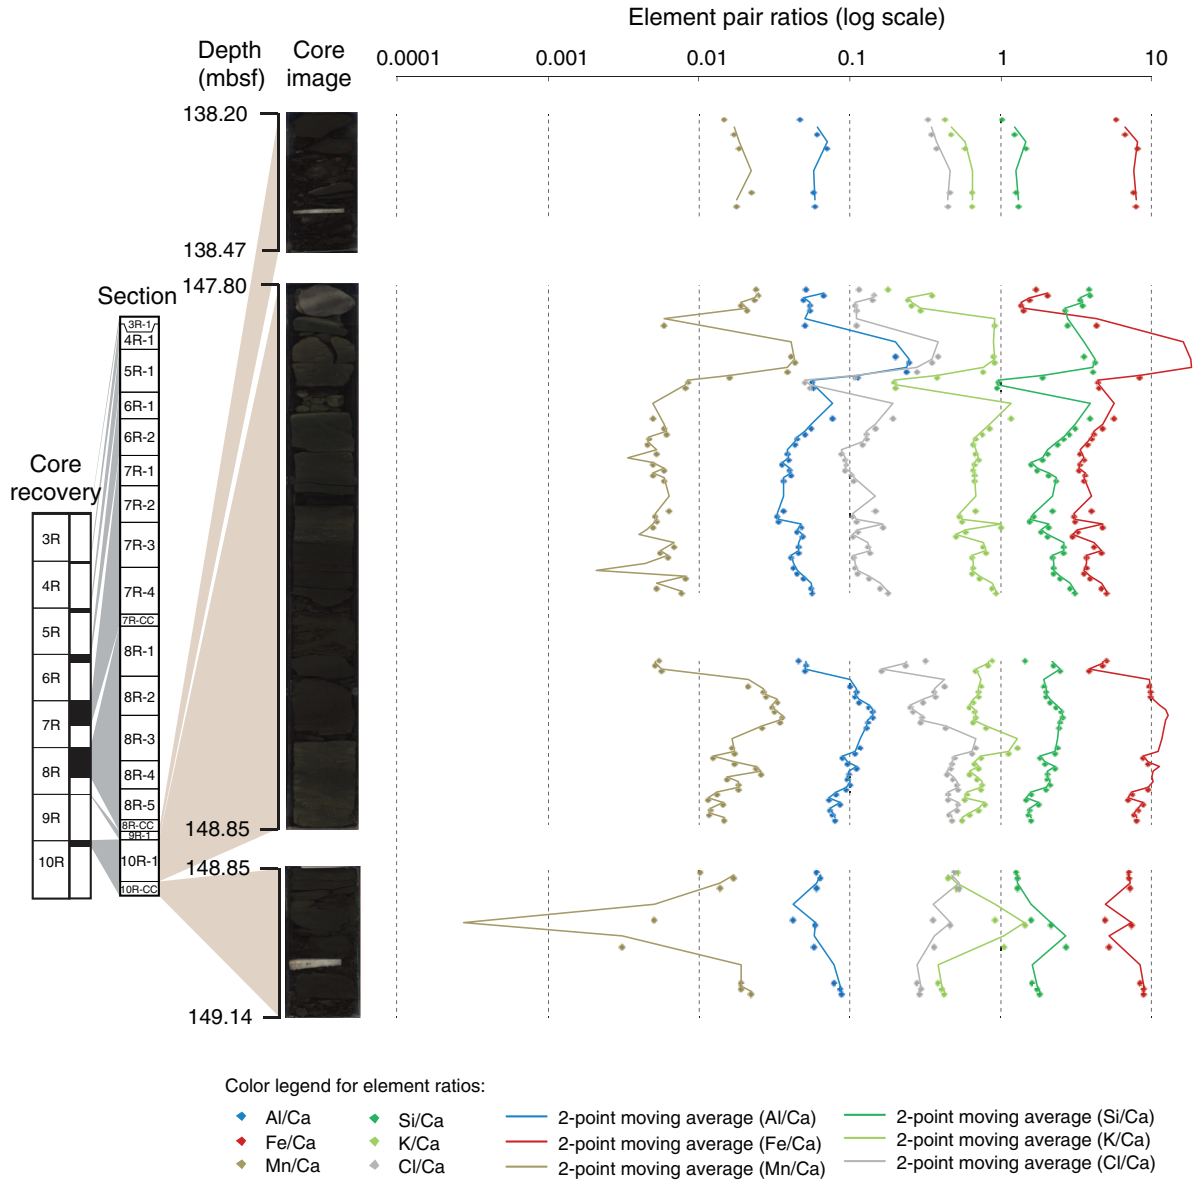 Element pair ratios (log scale)
Depth (mbsf)
Core image
0.0001 0.001 0.01 0.1 1 10
138.20
138.47
147.80
148.85
148.85
149.14
Section
3R-1
4R-1
5R-1
6R-1
6R-2
7R-1
7R-2
7R-3
7R-4
7R-CC
8R-1
8R-2
8R-3
8R-4
8R-5
8R-CC
9R-1
10R-1
10R-CC
Core recovery
3R
4R
5R
6R
7R
8R
9R
10R
Color legend for element ratios:
Al/Ca Si/Ca 2-point moving average (Al/Ca) 2-point moving average (Si/Ca)
Fe/Ca K/Ca 2-point moving average (Fe/Ca) 2-point moving average (K/Ca)
Mn/Ca Cl/Ca 2-point moving average (Mn/Ca) 2-point moving average (Cl/Ca)